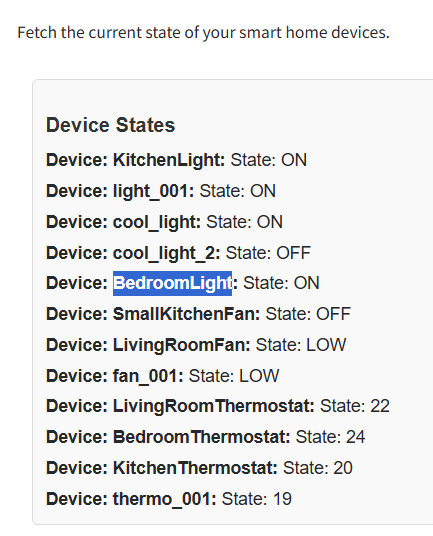 Fetch the current state of your smart home devices.
Device States
Device: KitchenLight: State: ON
Device: light_001: State: ON
Device: cool_light: State: ON
Device: cool_light_2: State: OFF
Device: BedroomLight: State: ON
Device: SmallKitchenFan: State: OFF
Device: LivingRoomFan: State: LOW
Device: fan_001: State: LOW
Device: LivingRoomThermostat: State: 22
Device: BedroomThermostat: State: 24
Device: KitchenThermostat: State: 20
Device: thermo_001: State: 19